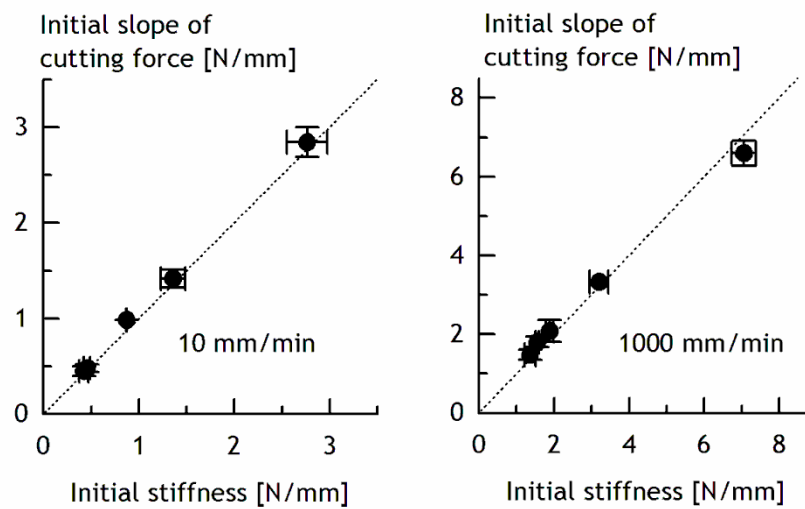 Initial slope of
cutting force [N/mm]
3
2
1
0
0 1 2 3
10 mm/min
Initial stiffness [N/mm]
Initial slope of
cutting force [N/mm]
8
6
4
2
0
0 2 4 6 8
1000 mm/min
Initial stiffness [N/mm]